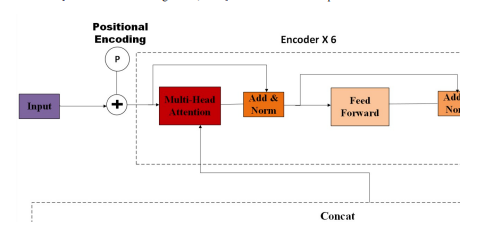 Positional
Encoding
P
Encoder X 6
Input
Multi-Head
Attention
Add &
Norm
Feed
Forward
Concat